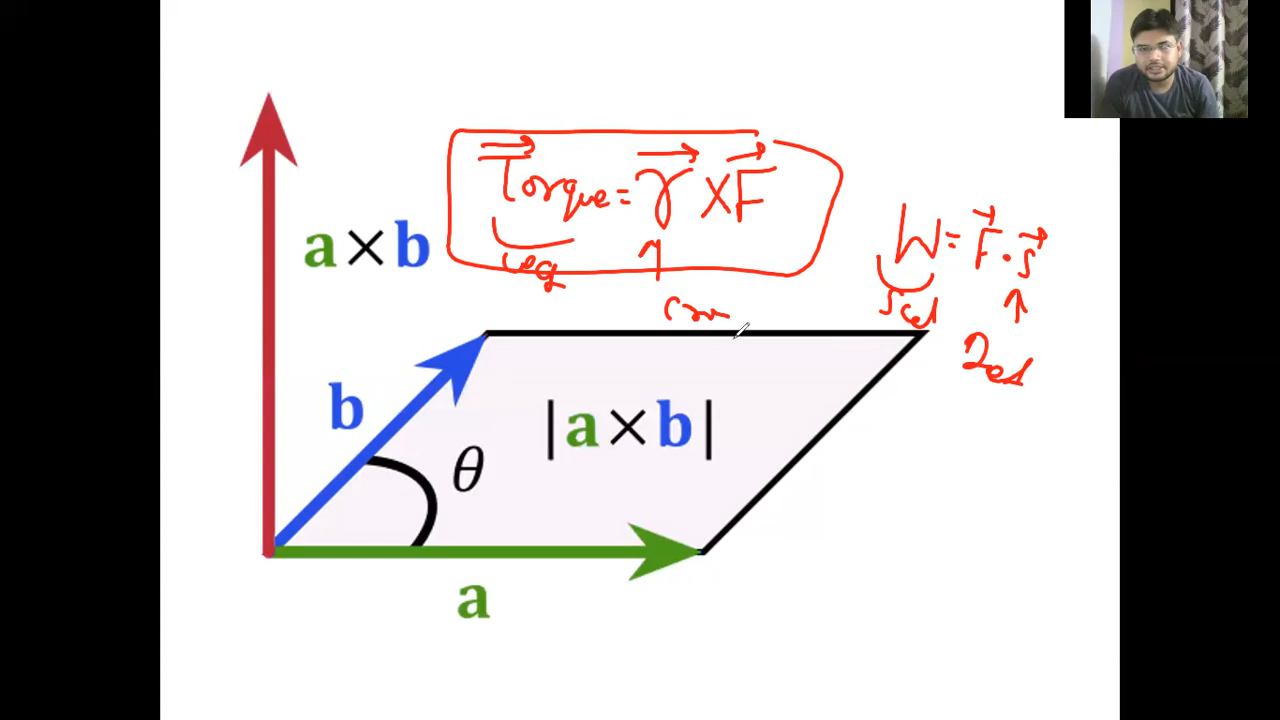 Torque = r × F
a×b
W = F · s
b
|a×b|
θ
a